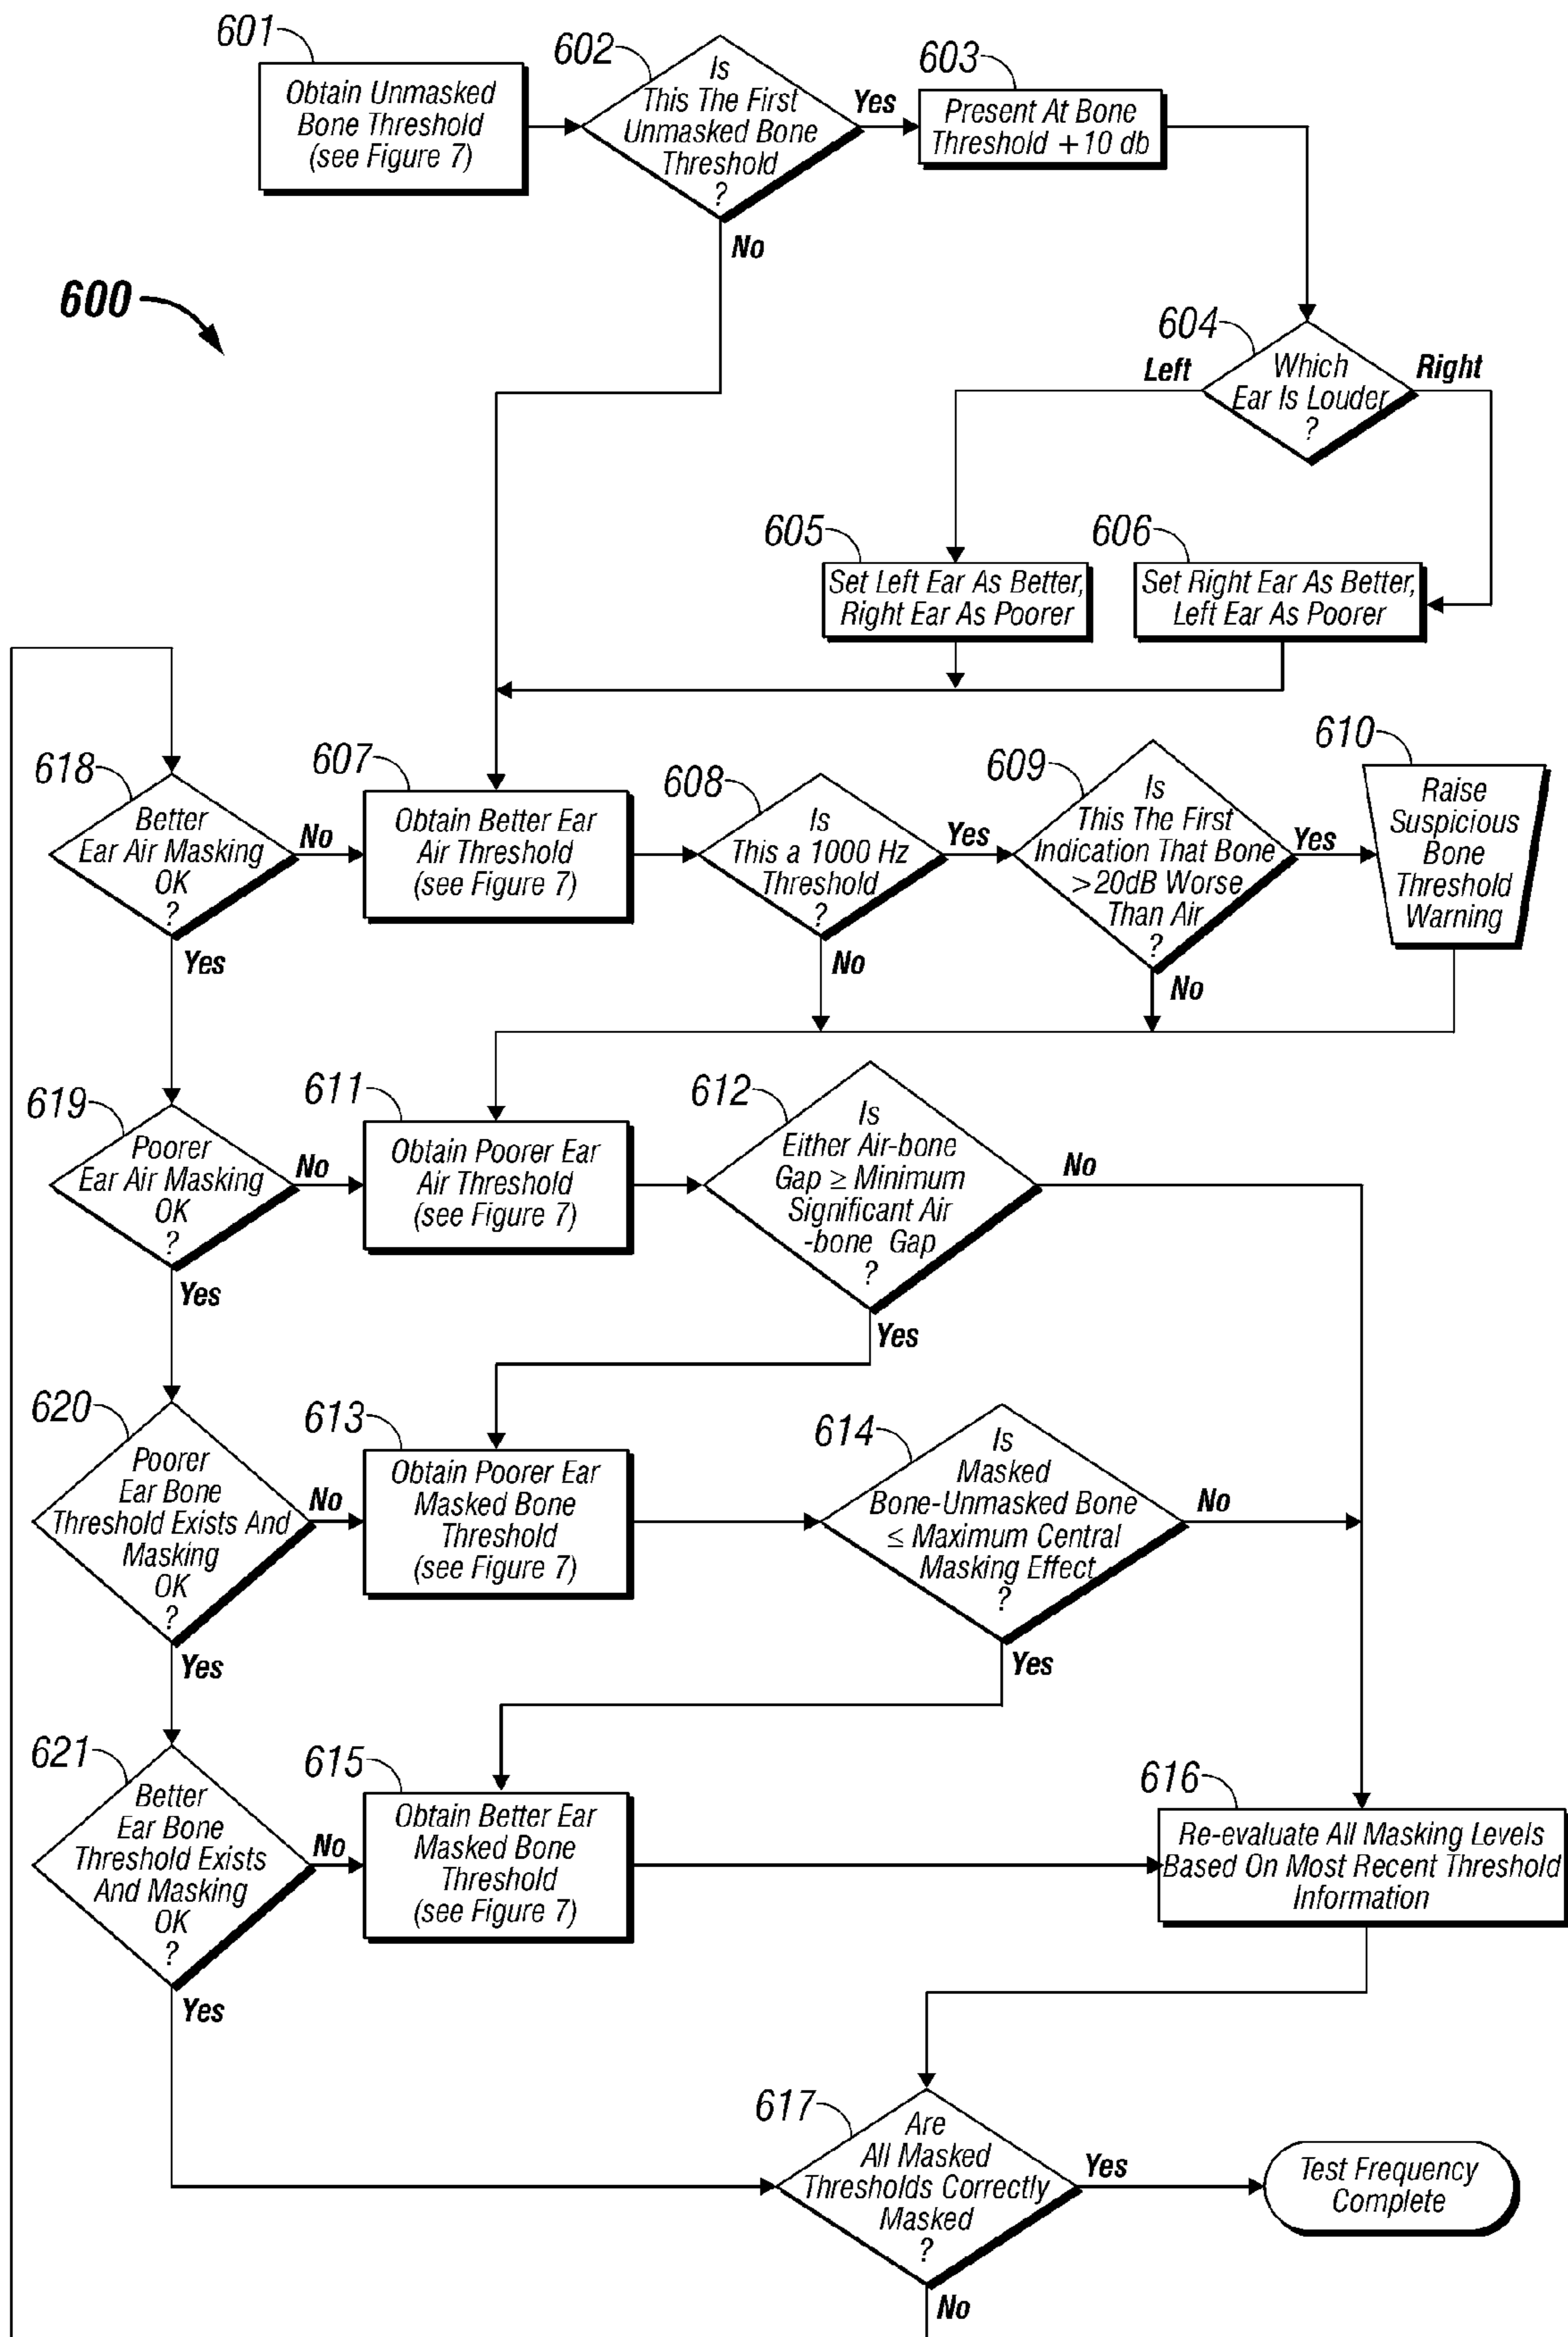 601
Obtain Unmasked
Bone Threshold
(see Figure 7)
602
Is
This The First
Unmasked Bone
Threshold
?
Yes
No
603
Present At Bone
Threshold +10 db
600
604
Which
Ear Is Louder
?
Left
Right
605
Set Left Ear As Better,
Right Ear As Poorer
606
Set Right Ear As Better,
Left Ear As Poorer
618
Better
Ear Air Masking
OK
?
No
Yes
607
Obtain Better Ear
Air Threshold
(see Figure 7)
608
Is
This a 1000 Hz
Threshold
?
Yes
No
609
Is
This The First
Indication That Bone
>20dB Worse
Than Air
?
Yes
No
610
Raise
Suspicious
Bone
Threshold
Warning
619
Poorer
Ear Air Masking
OK
?
No
Yes
611
Obtain Poorer Ear
Air Threshold
(see Figure 7)
612
Is
Either Air-bone
Gap ≥ Minimum
Significant Air
-bone Gap
?
No
Yes
620
Poorer
Ear Bone
Threshold Exists And
Masking
OK
?
No
Yes
613
Obtain Poorer Ear
Masked Bone
Threshold
(see Figure 7)
614
Is
Masked
Bone-Unmasked Bone
≤ Maximum Central
Masking Effect
?
No
Yes
621
Better
Ear Bone
Threshold Exists
And Masking
OK
?
No
Yes
615
Obtain Better Ear
Masked Bone
Threshold
(see Figure 7)
616
Re-evaluate All Masking Levels
Based On Most Recent Threshold
Information
617
Are
All Masked
Thresholds Correctly
Masked
?
Yes
No
Test Frequency
Complete